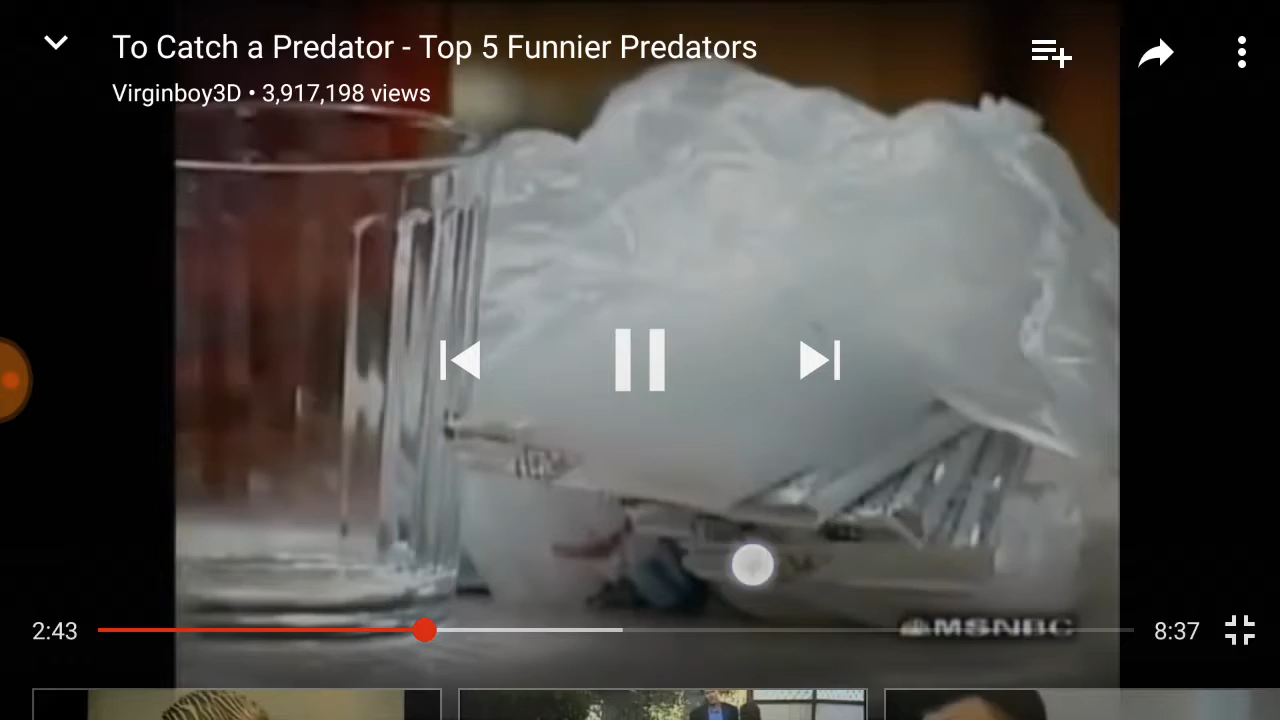 To Catch a Predator - Top 5 Funnier Predators
Virginboy3D • 3,917,198 views
2:43
MSNBC
8:37